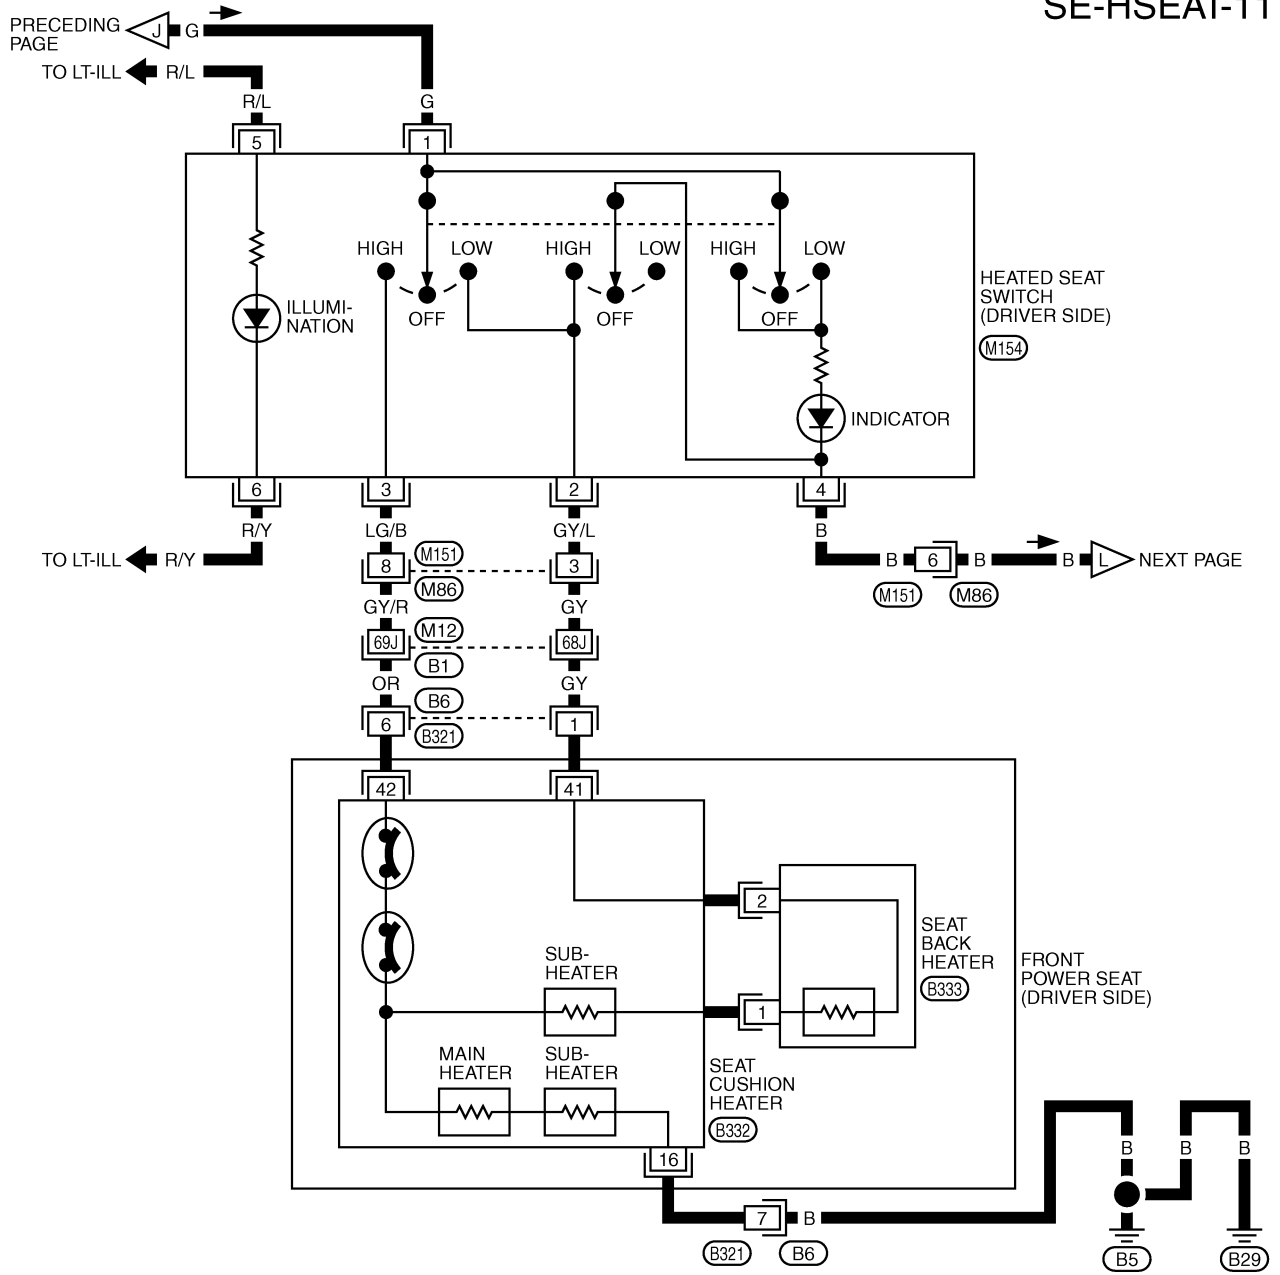 SE-HSEAT-11
PRECEDING
PAGE
J
G
TO LT-ILL
R/L
R/L
G
5
1
HIGH
LOW
HIGH
LOW
HIGH
LOW
OFF
OFF
OFF
ILLUMI-
NATION
HEATED SEAT
SWITCH
(DRIVER SIDE)
M154
INDICATOR
6
3
2
4
R/Y
LG/B
GY/L
B
TO LT-ILL
R/Y
8
M151
3
M86
B
6
B
B
L
NEXT PAGE
M151
M86
GY/R
GY
69J
M12
68J
B1
OR
GY
6
B6
1
B321
42
41
2
SEAT
BACK
HEATER
B333
SUB-
HEATER
1
FRONT
POWER SEAT
(DRIVER SIDE)
MAIN
HEATER
SUB-
HEATER
SEAT
CUSHION
HEATER
B332
16
B
B
B
7
B
B321
B6
B5
B29